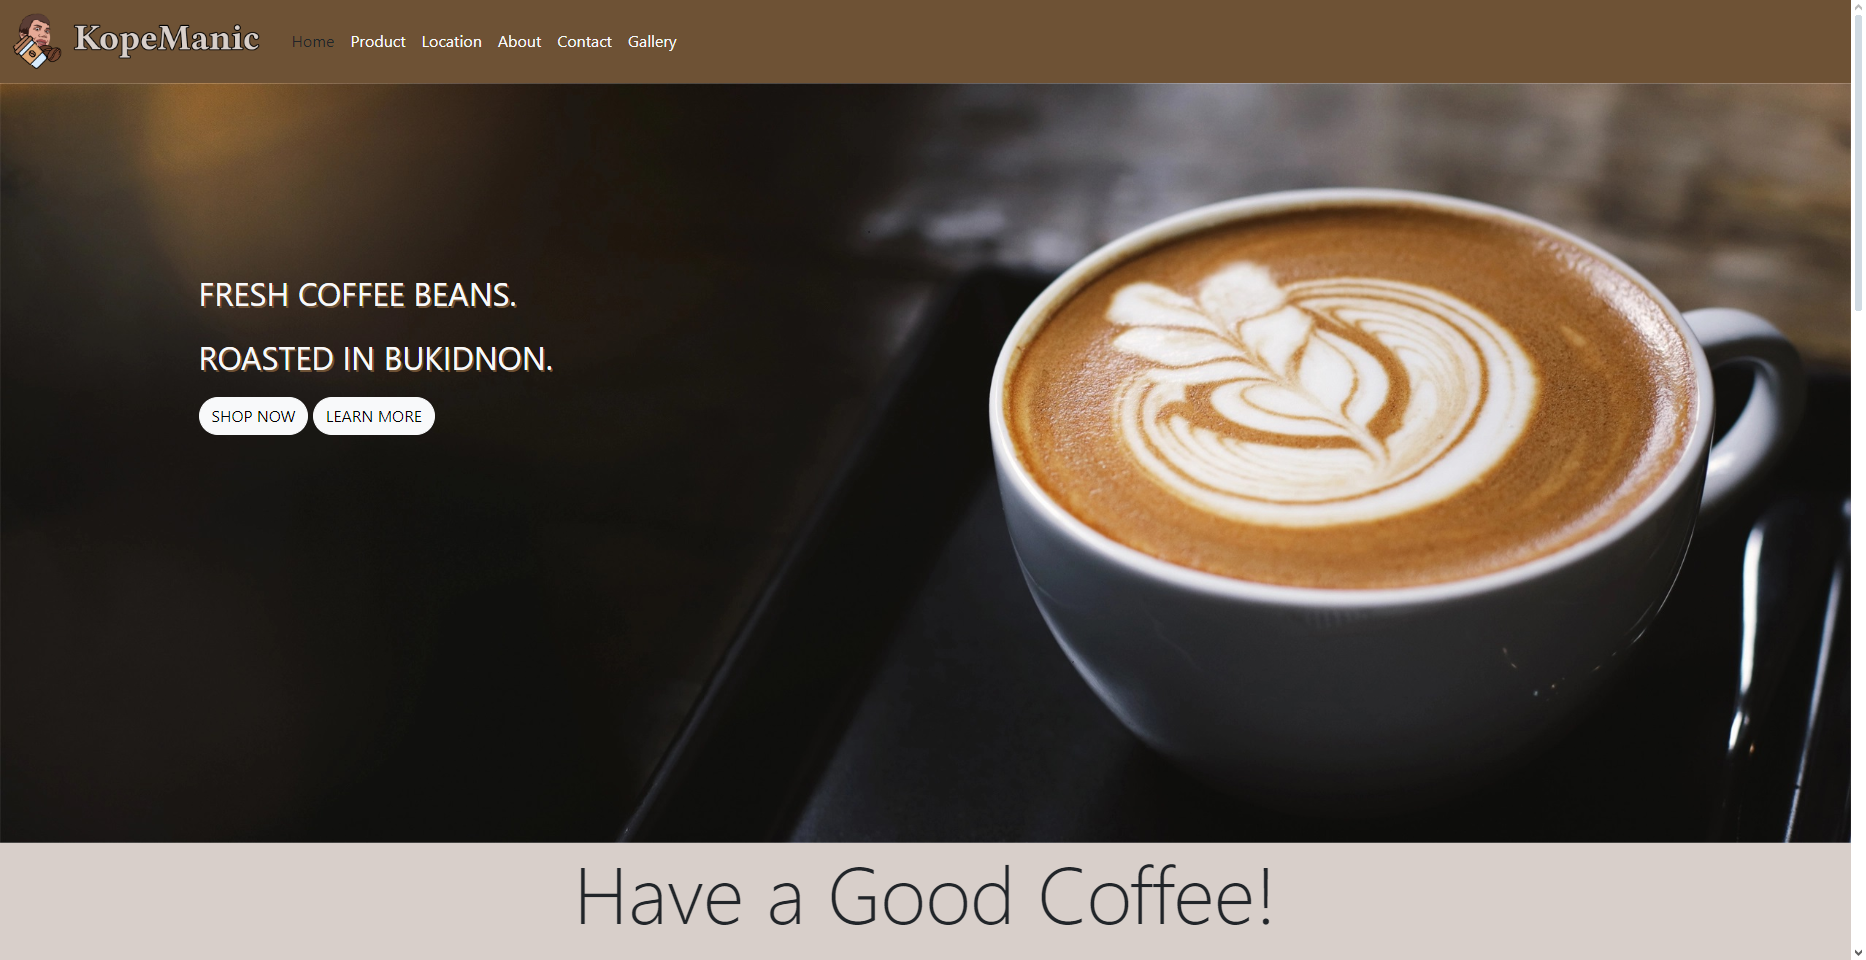 KopeManic
Home Product Location About Contact Gallery
FRESH COFFEE BEANS.
ROASTED IN BUKIDNON.
SHOP NOW LEARN MORE
Have a Good Coffee!